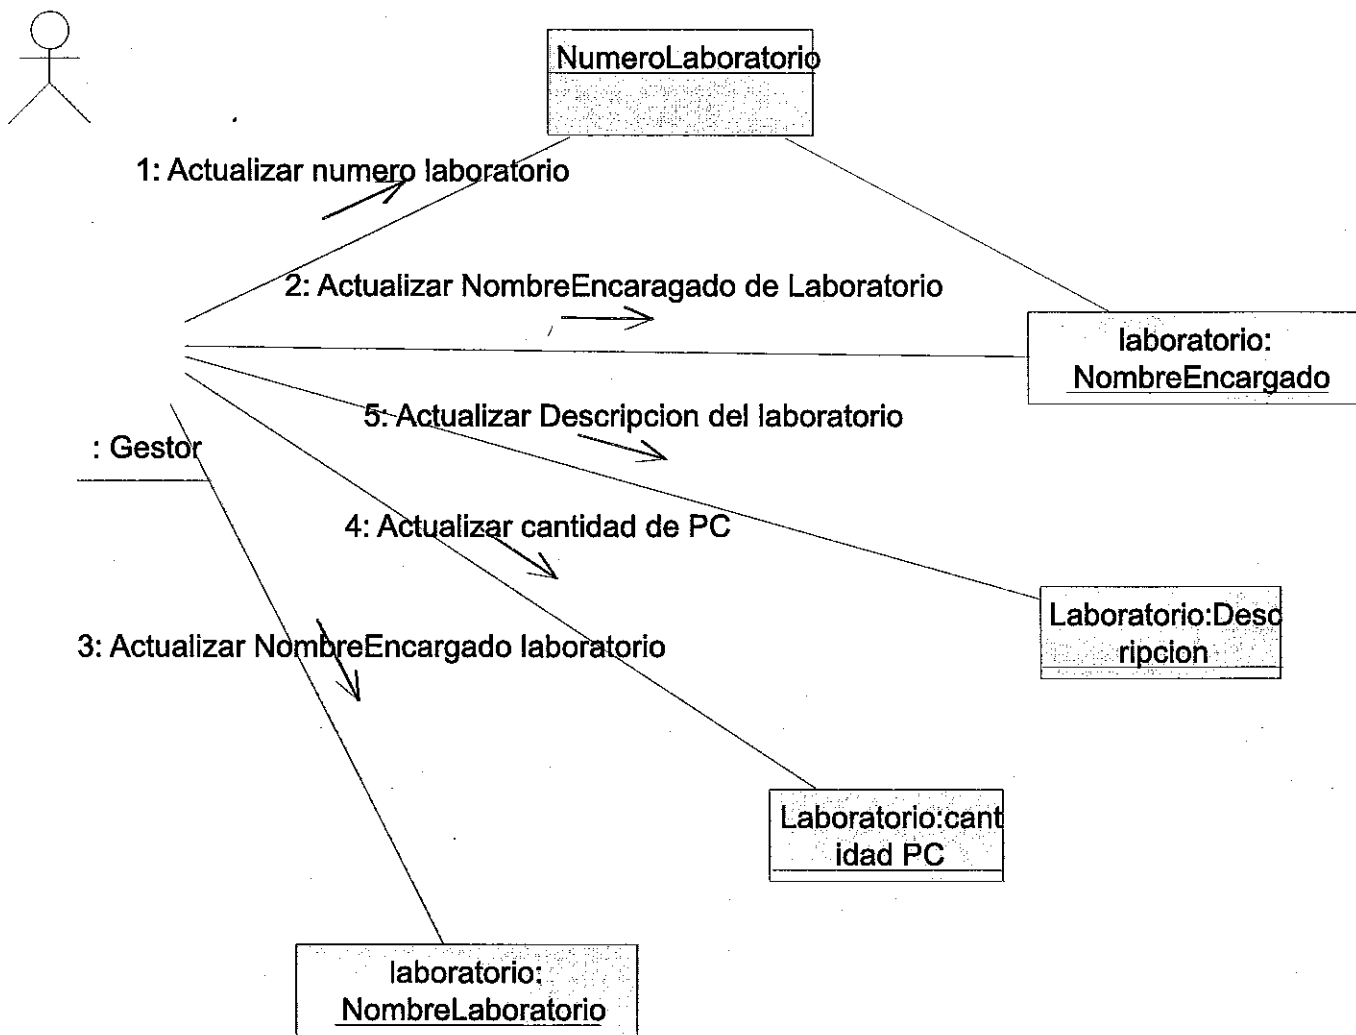 NumeroLaboratorio
1: Actualizar numero laboratorio
2: Actualizar NombreEncaragado de Laboratorio
laboratorio:
NombreEncargado
5: Actualizar Descripcion del laboratorio
: Gestor
4: Actualizar cantidad de PC
Laboratorio:Desc
ripcion
3: Actualizar NombreEncargado laboratorio
Laboratorio:cant
idad PC
laboratorio:
NombreLaboratorio